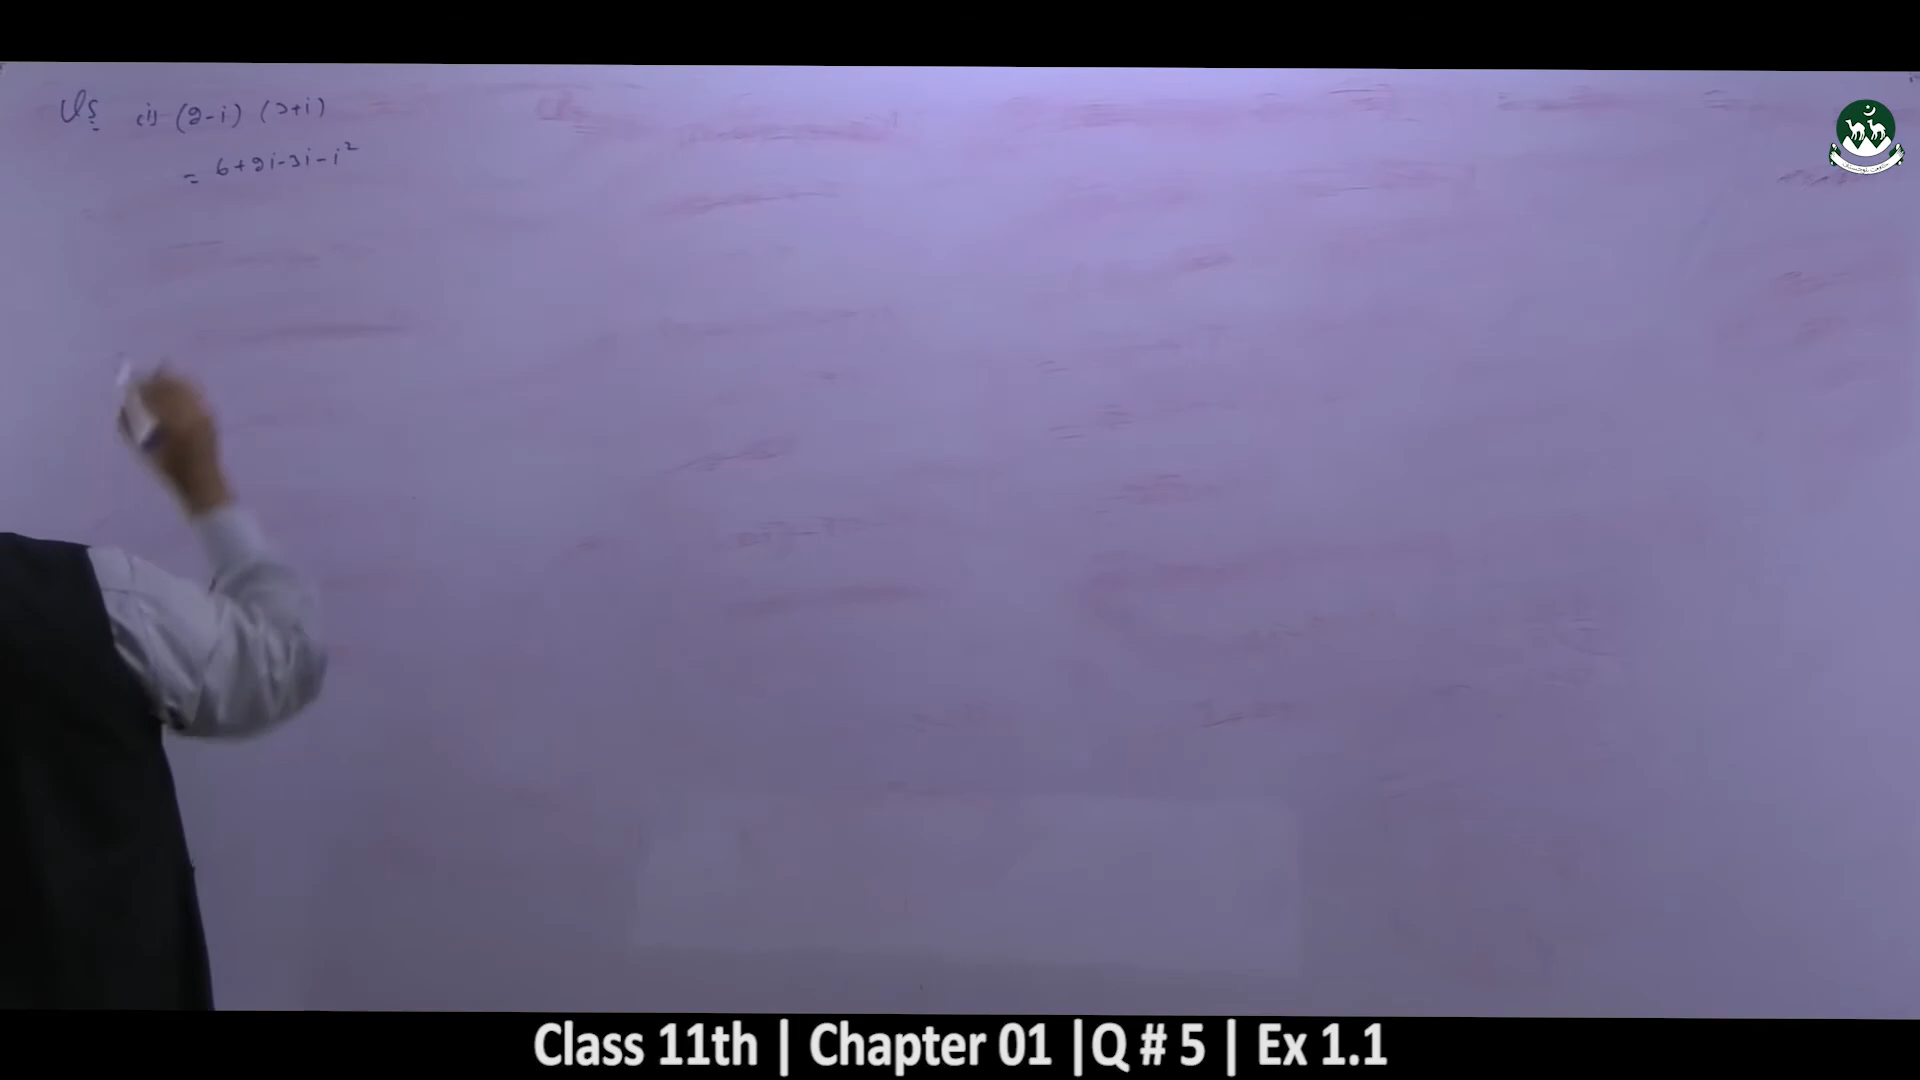 Q5 (i) (2-i) (3+i)
= 6+2i-3i-i²
Class 11th | Chapter 01 |Q # 5 | Ex 1.1